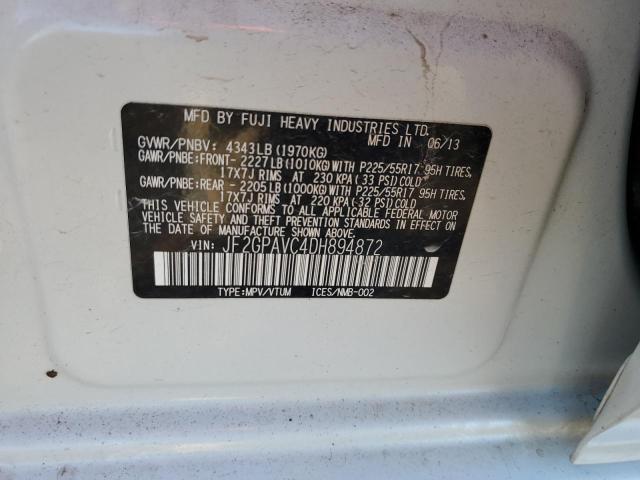 MFD BY FUJI HEAVY INDUSTRIES LTD.
GVWR/PNBV: 4343LB (1970KG) MFD IN 06/13
GAWR/PNBE:FRONT- 2227LB (1010KG)WITH P225/55R17 95H TIRES,
17X7J RIMS AT 230 KPA (33 PSI)COLD
GAWR/PNBE:REAR - 2205LB (1000KG)WITH P225/55R17 95H TIRES,
17X7J RIMS AT 220 KPA (32 PSI)COLD
THIS VEHICLE CONFORMS TO ALL APPLICABLE FEDERAL MOTOR
VEHICLE SAFETY AND THEFT PREVENTION STANDARDS IN EFFECT ON
THE DATE OF MANUFACTURE SHOWN ABOVE.
VIN: JF2GPAVC4DH894872
TYPE:MPV/VTUM ICES/NMB-002